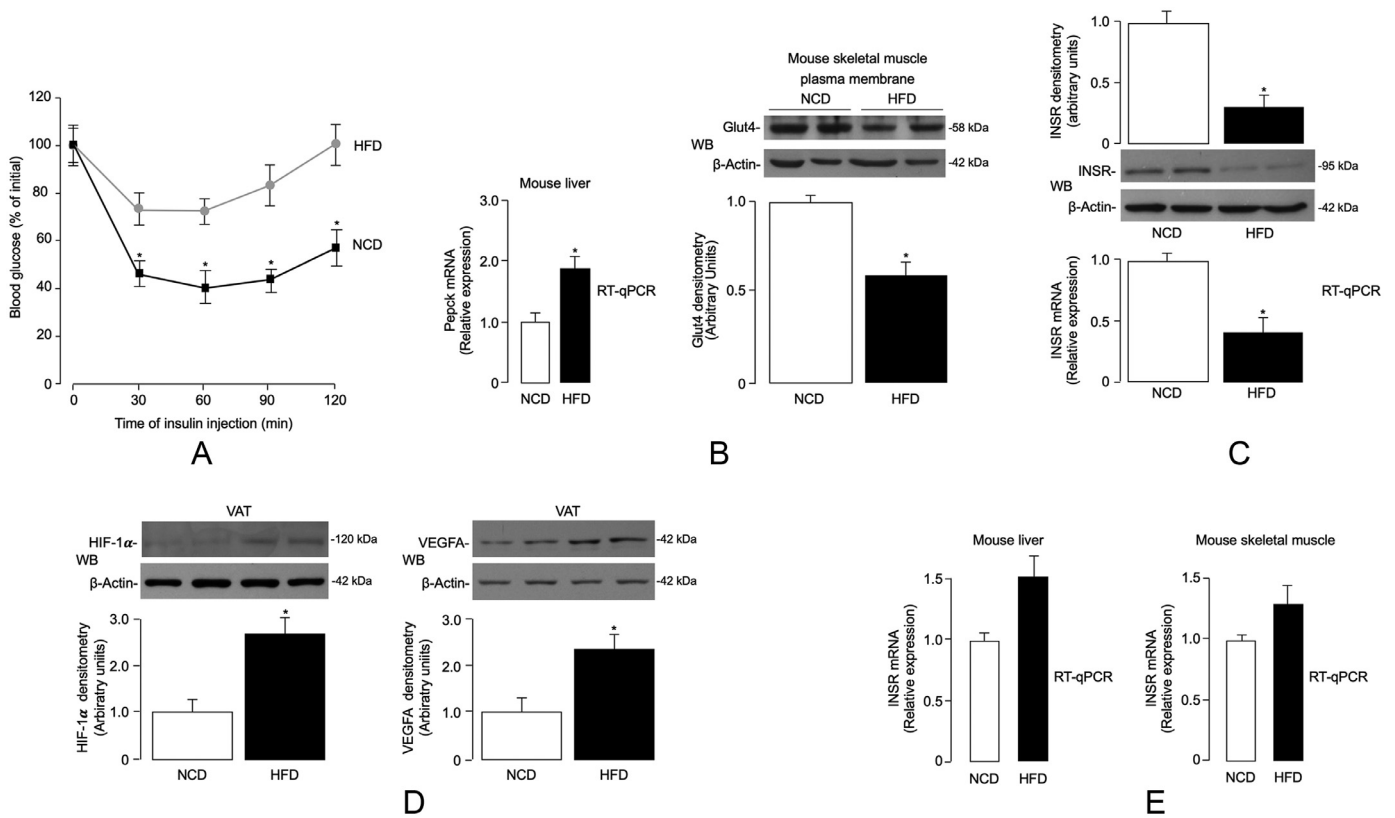 120
100
80
60
40
20
0
Blood glucose (% of initial)
HFD
NCD
*
*
*
*
0
30
60
90
120
Time of insulin injection (min)
A
Mouse liver
3.0
2.0
1.0
0
Pepck mRNA
(Relative expression)
*
RT-qPCR
NCD
HFD
Mouse skeletal muscle
plasma membrane
NCD
HFD
Glut4-
-58 kDa
WB
β-Actin-
-42 kDa
1.0
0.5
0
Glut4 densitometry
(Arbitrary Uniits)
*
NCD
HFD
B
1.0
0.5
0
INSR densitometry
(arbitrary units)
*
INSR-
-95 kDa
WB
β-Actin-
-42 kDa
NCD
HFD
1.0
0.5
0
INSR mRNA
(Relative expression)
*
RT-qPCR
NCD
HFD
C
VAT
HIF-1α-
-120 kDa
WB
β-Actin-
-42 kDa
3.0
2.0
1.0
0
HIF-1α densitometry
(Arbiratry uniits)
*
NCD
HFD
VAT
VEGFA-
-42 kDa
WB
β-Actin-
-42 kDa
3.0
2.0
1.0
0
VEGFA densitometry
(Arbiratry uniits)
*
NCD
HFD
D
Mouse liver
1.5
1.0
0.5
0
INSR mRNA
(Relative expression)
RT-qPCR
NCD
HFD
Mouse skeletal muscle
1.5
1.0
0.5
0
INSR mRNA
(Relative expression)
RT-qPCR
NCD
HFD
E